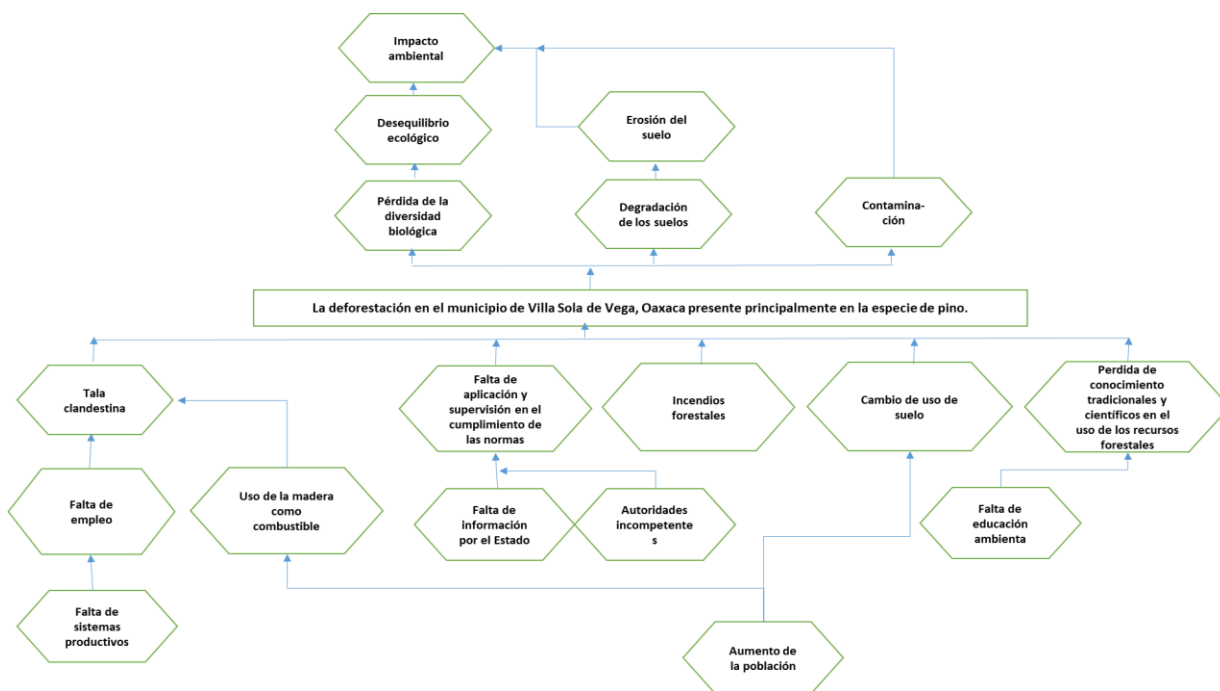 Impacto
ambiental
Desequilibrio
ecológico
Erosión del
suelo
Pérdida de la
diversidad
biológica
Degradación
de los suelos
Contamina-
ción
La deforestación en el municipio de Villa Sola de Vega, Oaxaca presente principalmente en la especie de pino.
Tala
clandestina
Falta de
aplicación y
supervisión en el
cumplimiento de
las normas
Incendios
forestales
Cambio de uso de
suelo
Perdida de
conocimiento
tradicionales y
científicos en el
uso de los recursos
forestales
Falta de
empleo
Uso de la madera
como
combustible
Falta de
información
por el Estado
Autoridades
incompetente
s
Falta de
educación
ambienta
Falta de
sistemas
productivos
Aumento de
la población